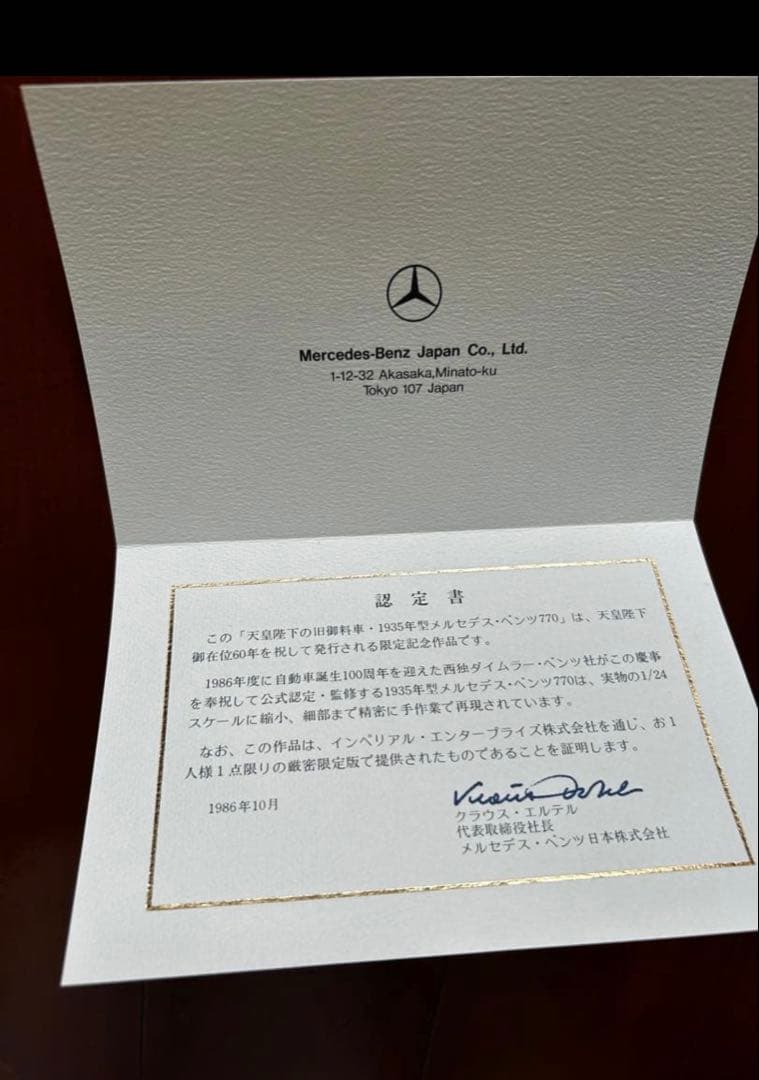 Mercedes-Benz Japan Co., Ltd.
1-12-32 Akasaka,Minato-ku
Tokyo 107 Japan
認定書
この「天皇陛下の旧御料車・1935年型メルセデス・ベンツ770」は、天皇陛下
御在位60年を祝して発行される限定記念作品です。
1986年度に自動車誕生100周年を迎えた西独ダイムラー・ベンツ社がこの慶事
を奉祝して公式認定・監修する1935年型メルセデス・ベンツ770は、実物の1/24
スケールに縮小、細部まで精密に手作業で再現されています。
なお、この作品は、インペリアル・エンタープライズ株式会社を通じ、お1
人様1点限りの厳密限定版で提供されたものであることを証明します。
1986年10月
クラウス・エルテル
代表取締役社長
メルセデス・ベンツ日本株式会社